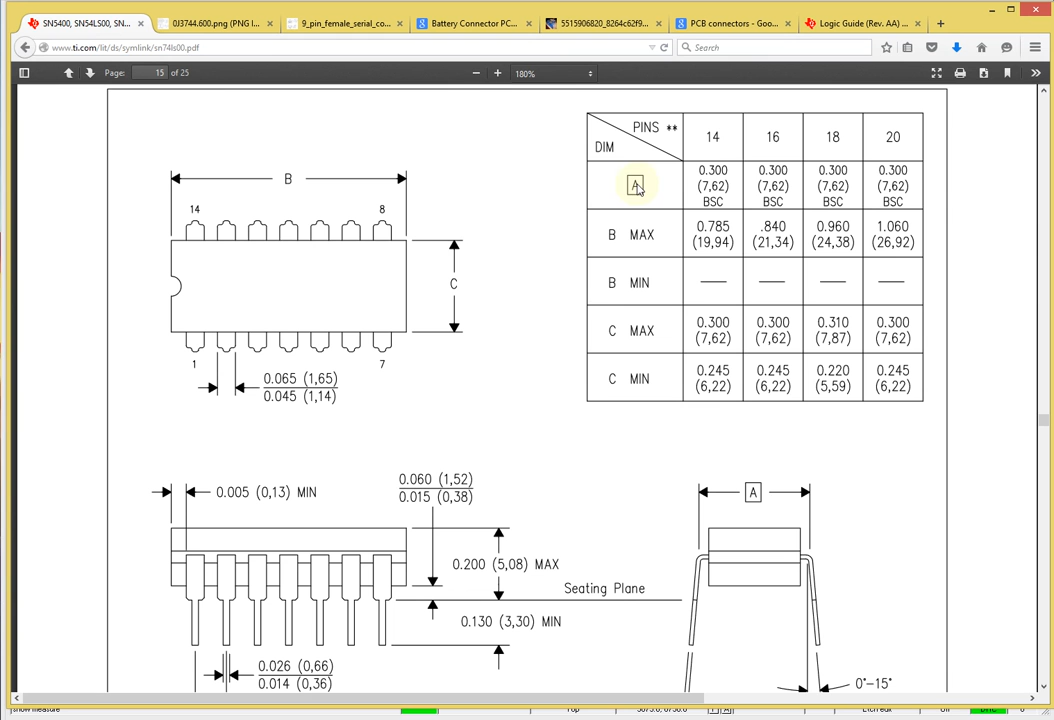 SN5400, SN54LS00, SN...
0J3744.600.png (PNG I...
9_pin_female_serial_co...
Battery Connector PC...
5515906820_8264c62f9...
PCB connectors - Goo...
Logic Guide (Rev. AA) ...
www.ti.com/lit/ds/symlink/sn74ls00.pdf
Search
Page: 15 of 25
180%
PINS **
DIM
14 16 18 20
A
0.300 0.300 0.300 0.300
(7,62) (7,62) (7,62) (7,62)
BSC BSC BSC BSC
B MAX
0.785 .840 0.960 1.060
(19,94) (21,34) (24,38) (26,92)
B MIN — — — —
C MAX
0.300 0.300 0.310 0.300
(7,62) (7,62) (7,87) (7,62)
C MIN
0.245 0.245 0.220 0.245
(6,22) (6,22) (5,59) (6,22)
B
14 8
C
1 7
0.065 (1,65)
0.045 (1,14)
0.005 (0,13) MIN
0.060 (1,52)
0.015 (0,38)
0.200 (5,08) MAX
Seating Plane
0.130 (3,30) MIN
A
0.026 (0,66)
0.014 (0,36)
0°-15°
show measure
Top
Etch edit
Off